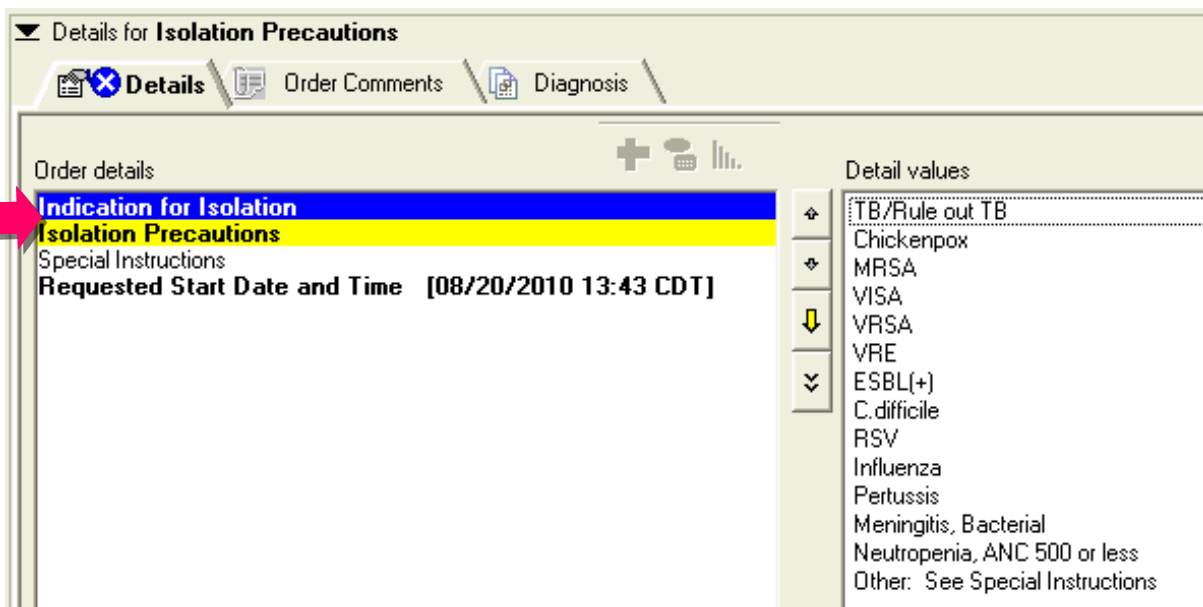 Details for Isolation Precautions
Details Order Comments Diagnosis
Order details
Indication for Isolation
Isolation Precautions
Special Instructions
Requested Start Date and Time [08/20/2010 13:43 CDT]
Detail values
TB/Rule out TB
Chickenpox
MRSA
VISA
VRSA
VRE
ESBL(+)
C.difficile
RSV
Influenza
Pertussis
Meningitis, Bacterial
Neutropenia, ANC 500 or less
Other: See Special Instructions